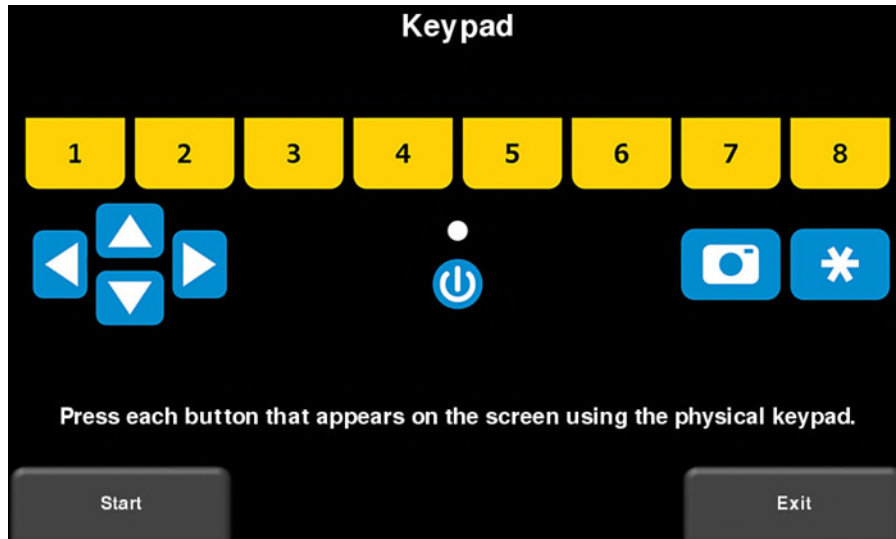 Keypad
1 2 3 4 5 6 7 8
Press each button that appears on the screen using the physical keypad.
Start Exit